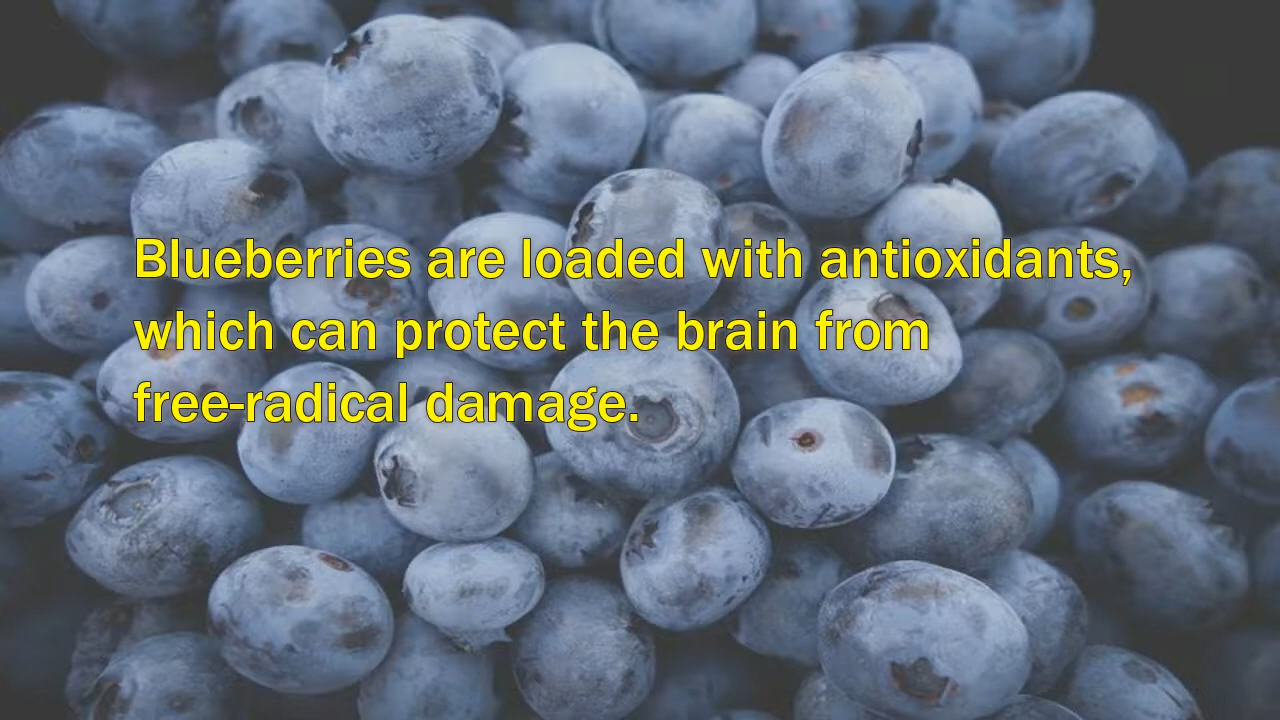 Blueberries are loaded with antioxidants,
which can protect the brain from
free-radical damage.